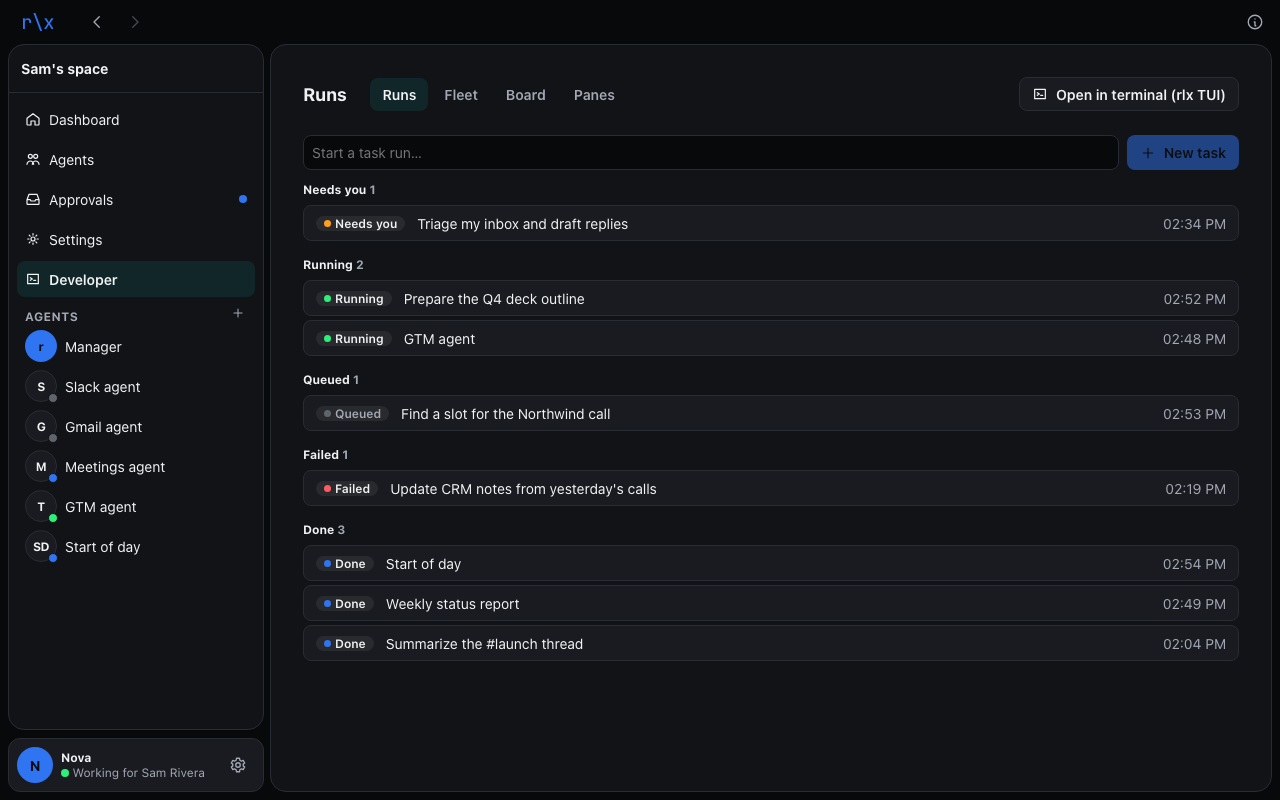 r\x
Sam's space
Dashboard
Agents
Approvals
Settings
Developer
AGENTS
r Manager
S Slack agent
G Gmail agent
M Meetings agent
T GTM agent
SD Start of day
N Nova
Working for Sam Rivera
Runs Runs Fleet Board Panes Open in terminal (rlx TUI)
Start a task run... + New task
Needs you 1
Needs you Triage my inbox and draft replies 02:34 PM
Running 2
Running Prepare the Q4 deck outline 02:52 PM
Running GTM agent 02:48 PM
Queued 1
Queued Find a slot for the Northwind call 02:53 PM
Failed 1
Failed Update CRM notes from yesterday's calls 02:19 PM
Done 3
Done Start of day 02:54 PM
Done Weekly status report 02:49 PM
Done Summarize the #launch thread 02:04 PM